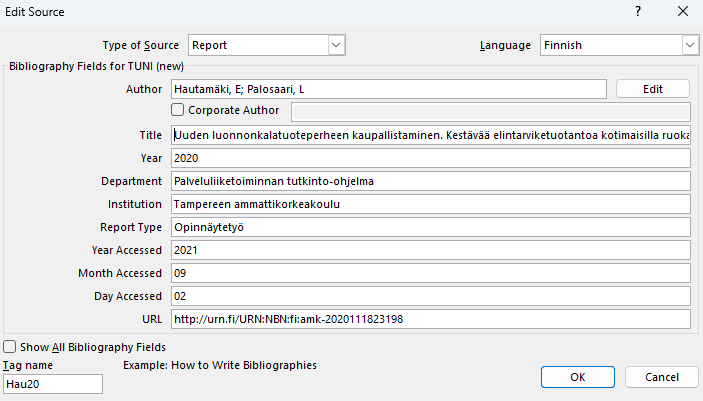 Edit Source
?
Type of Source Report Language Finnish
Bibliography Fields for TUNI (new)
Author Hautamäki, E; Palosaari, L Edit
Corporate Author
Title Uuden luonnonkalatuoteperheen kaupallistaminen. Kestävää elintarviketuotantoa kotimaisilla ruoka
Year 2020
Department Palveluliiketoiminnan tutkinto-ohjelma
Institution Tampereen ammattikorkeakoulu
Report Type Opinnäytetyö
Year Accessed 2021
Month Accessed 09
Day Accessed 02
URL http://urn.fi/URN:NBN:fi:amk-2020111823198
Show All Bibliography Fields
Tag name Example: How to Write Bibliographies
Hau20 OK Cancel